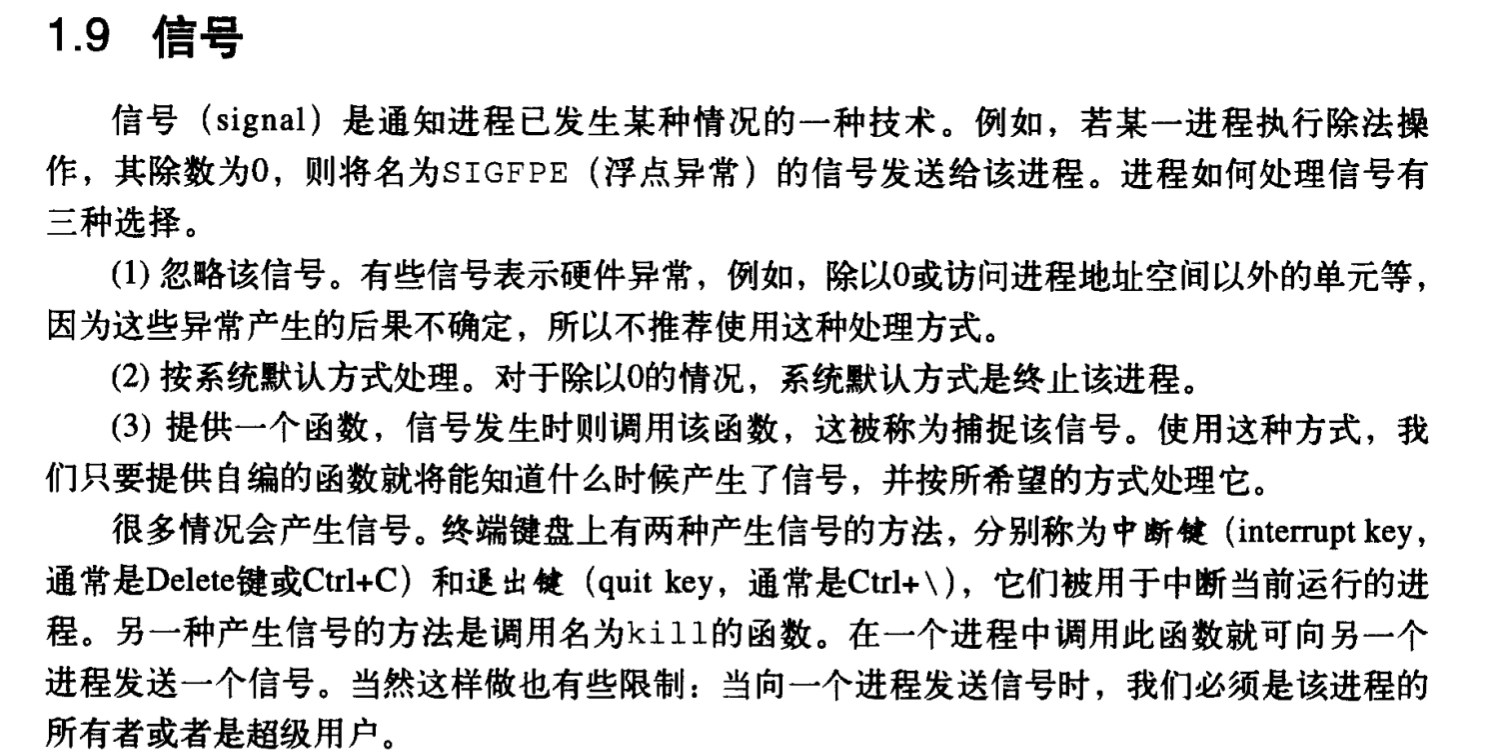 1.9 信号
信号（signal）是通知进程已发生某种情况的一种技术。例如，若某一进程执行除法操
作，其除数为0，则将名为SIGFPE（浮点异常）的信号发送给该进程。进程如何处理信号有
三种选择。
(1) 忽略该信号。有些信号表示硬件异常，例如，除以0或访问进程地址空间以外的单元等，
因为这些异常产生的后果不确定，所以不推荐使用这种处理方式。
(2) 按系统默认方式处理。对于除以0的情况，系统默认方式是终止该进程。
(3) 提供一个函数，信号发生时则调用该函数，这被称为捕捉该信号。使用这种方式，我
们只要提供自编的函数就将能知道什么时候产生了信号，并按所希望的方式处理它。
很多情况会产生信号。终端键盘上有两种产生信号的方法，分别称为中断键（interrupt key，
通常是Delete键或Ctrl+C）和退出键（quit key，通常是Ctrl+\），它们被用于中断当前运行的进
程。另一种产生信号的方法是调用名为kill的函数。在一个进程中调用此函数就可向另一个
进程发送一个信号。当然这样做也有些限制：当向一个进程发送信号时，我们必须是该进程的
所有者或者是超级用户。